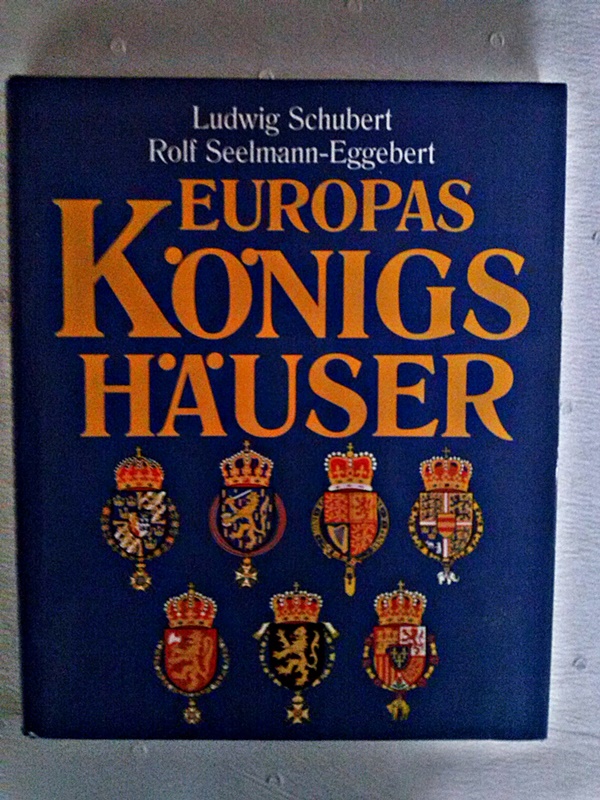 Ludwig Schubert
Rolf Seelmann-Eggebert
EUROPAS
KÖNIGS
HÄUSER